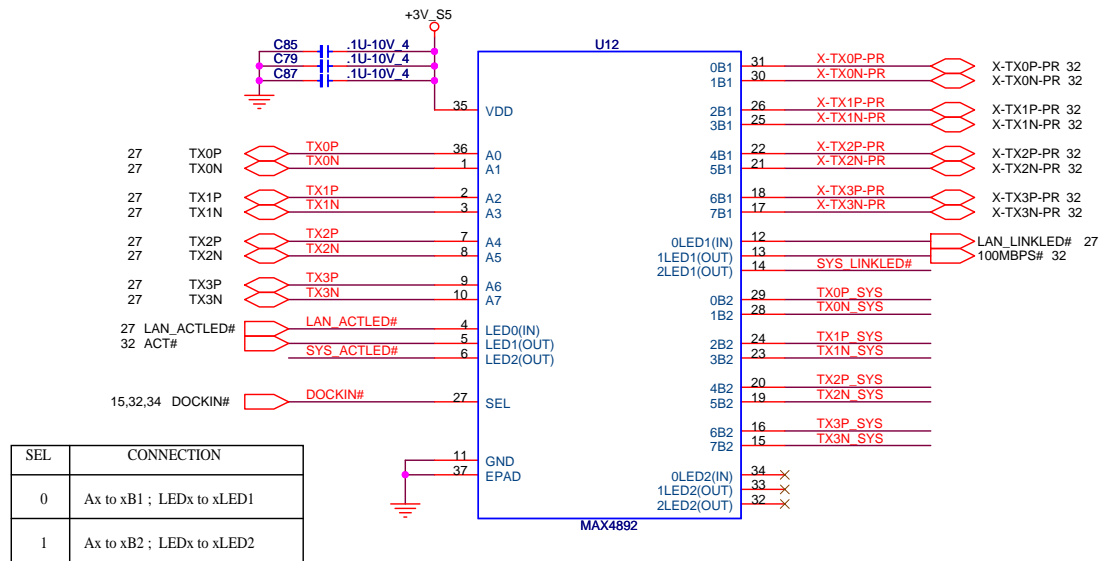 +3V_S5
C85 .1U-10V_4
C79 .1U-10V_4
C87 .1U-10V_4
U12
35 VDD
27 TX0P TX0P 36 A0
27 TX0N TX0N 1 A1
27 TX1P TX1P 2 A2
27 TX1N TX1N 3 A3
27 TX2P TX2P 7 A4
27 TX2N TX2N 8 A5
27 TX3P TX3P 9 A6
27 TX3N TX3N 10 A7
27 LAN_ACTLED# LAN_ACTLED# 4 LED0(IN)
32 ACT# 5 LED1(OUT)
SYS_ACTLED# 6 LED2(OUT)
15,32,34 DOCKIN# DOCKIN# 27 SEL
11 GND
37 EPAD
0B1 31 X-TX0P-PR X-TX0P-PR 32
1B1 30 X-TX0N-PR X-TX0N-PR 32
2B1 26 X-TX1P-PR X-TX1P-PR 32
3B1 25 X-TX1N-PR X-TX1N-PR 32
4B1 22 X-TX2P-PR X-TX2P-PR 32
5B1 21 X-TX2N-PR X-TX2N-PR 32
6B1 18 X-TX3P-PR X-TX3P-PR 32
7B1 17 X-TX3N-PR X-TX3N-PR 32
0LED1(IN) 12 LAN_LINKLED# 27
1LED1(OUT) 13 100MBPS# 32
2LED1(OUT) 14 SYS_LINKLED#
0B2 29 TX0P_SYS
1B2 28 TX0N_SYS
2B2 24 TX1P_SYS
3B2 23 TX1N_SYS
4B2 20 TX2P_SYS
5B2 19 TX2N_SYS
6B2 16 TX3P_SYS
7B2 15 TX3N_SYS
0LED2(IN) 34
1LED2(OUT) 33
2LED2(OUT) 32
MAX4892
SEL CONNECTION
0 Ax to xB1 ; LEDx to xLED1
1 Ax to xB2 ; LEDx to xLED2